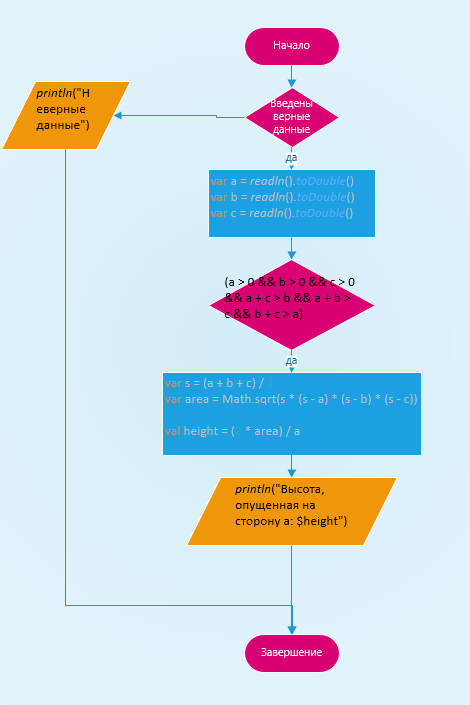 Начало
println("Н
еверные
данные")
Введены
верные
данные
да
var a = readln().toDouble()
var b = readln().toDouble()
var c = readln().toDouble()
(a > 0 && b > 0 && c > 0
&& a + c > b && a + b >
c && b + c > a)
да
var s = (a + b + c) / 2
var area = Math.sqrt(s * (s - a) * (s - b) * (s - c))
val height = ( * area) / a
println("Высота,
опущенная на
сторону a: $height")
Завершение